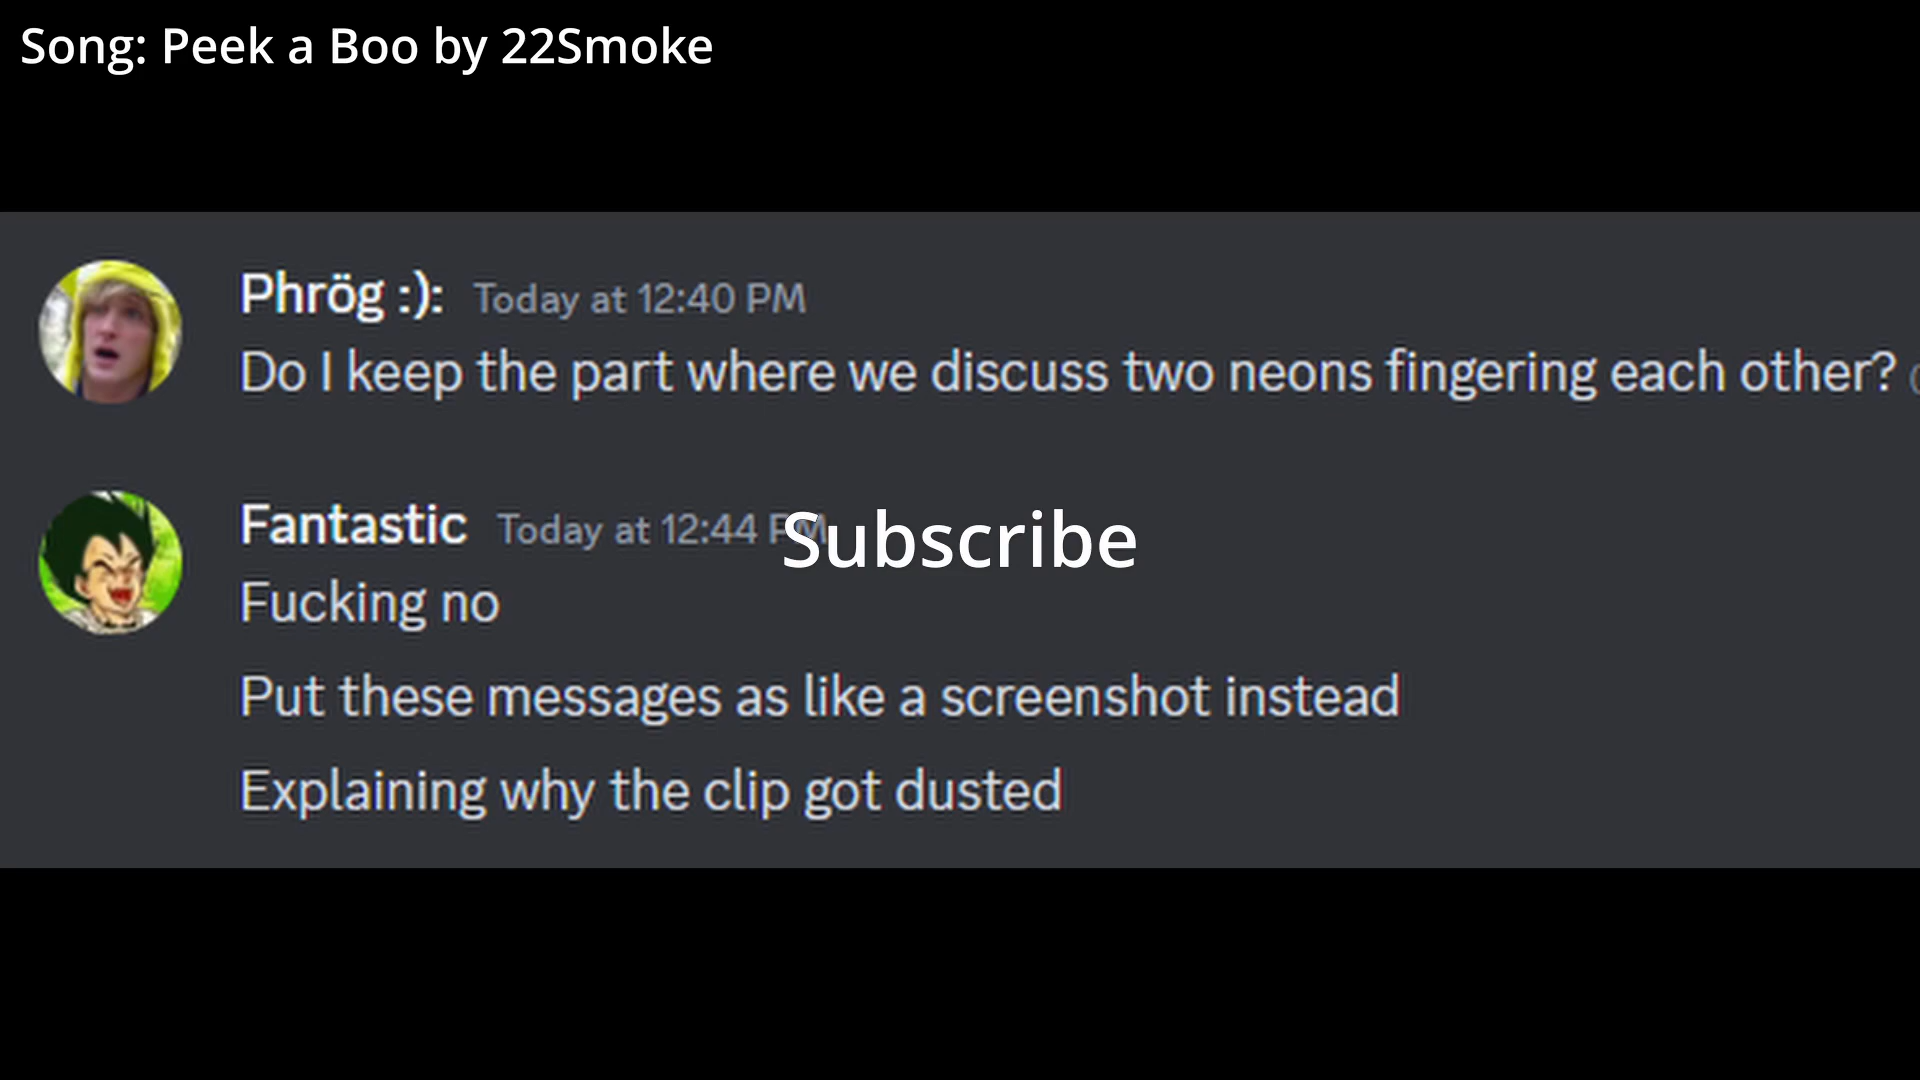 Song: Peek a Boo by 22Smoke
Phrög :): Today at 12:40 PM
Do I keep the part where we discuss two neons fingering each other?
Fantastic Today at 12:44 PM
Subscribe
Fucking no
Put these messages as like a screenshot instead
Explaining why the clip got dusted